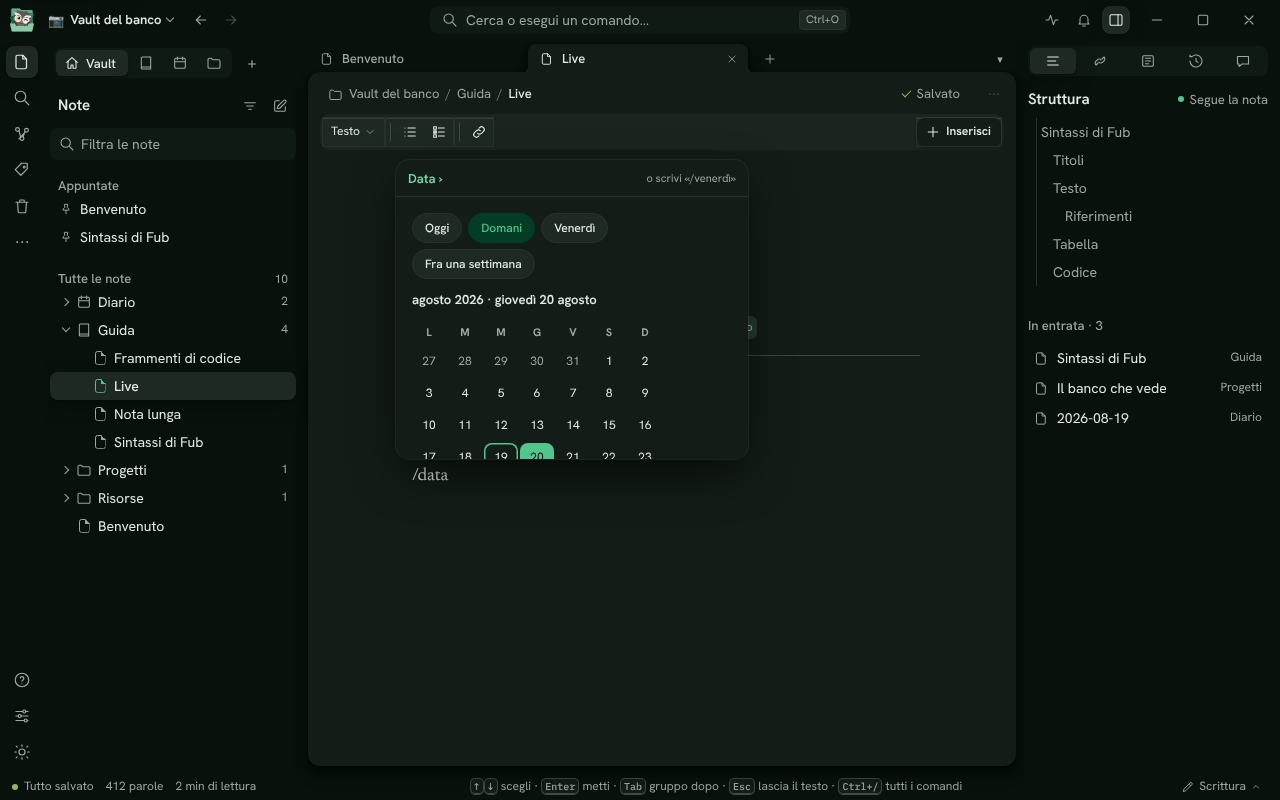 Vault del banco
Cerca o esegui un comando…
Ctrl+O
Vault
Benvenuto
Live
Note
Filtra le note
Appuntate
Benvenuto
Sintassi di Fub
Tutte le note 10
Diario 2
Guida 4
Frammenti di codice
Live
Nota lunga
Sintassi di Fub
Progetti 1
Risorse 1
Benvenuto
Vault del banco / Guida / Live
Salvato
Testo
Inserisci
Data ›
o scrivi «/venerdì»
Oggi Domani Venerdì
Fra una settimana
agosto 2026 · giovedì 20 agosto
L M M G V S D
27 28 29 30 31 1 2
3 4 5 6 7 8 9
10 11 12 13 14 15 16
17 18 19 20 21 22 23
/data
Struttura
Segue la nota
Sintassi di Fub
Titoli
Testo
Riferimenti
Tabella
Codice
In entrata · 3
Sintassi di Fub Guida
Il banco che vede Progetti
2026-08-19 Diario
Tutto salvato 412 parole 2 min di lettura
↑ ↓ scegli · Enter metti · Tab gruppo dopo · Esc lascia il testo · Ctrl+/ tutti i comandi
Scrittura